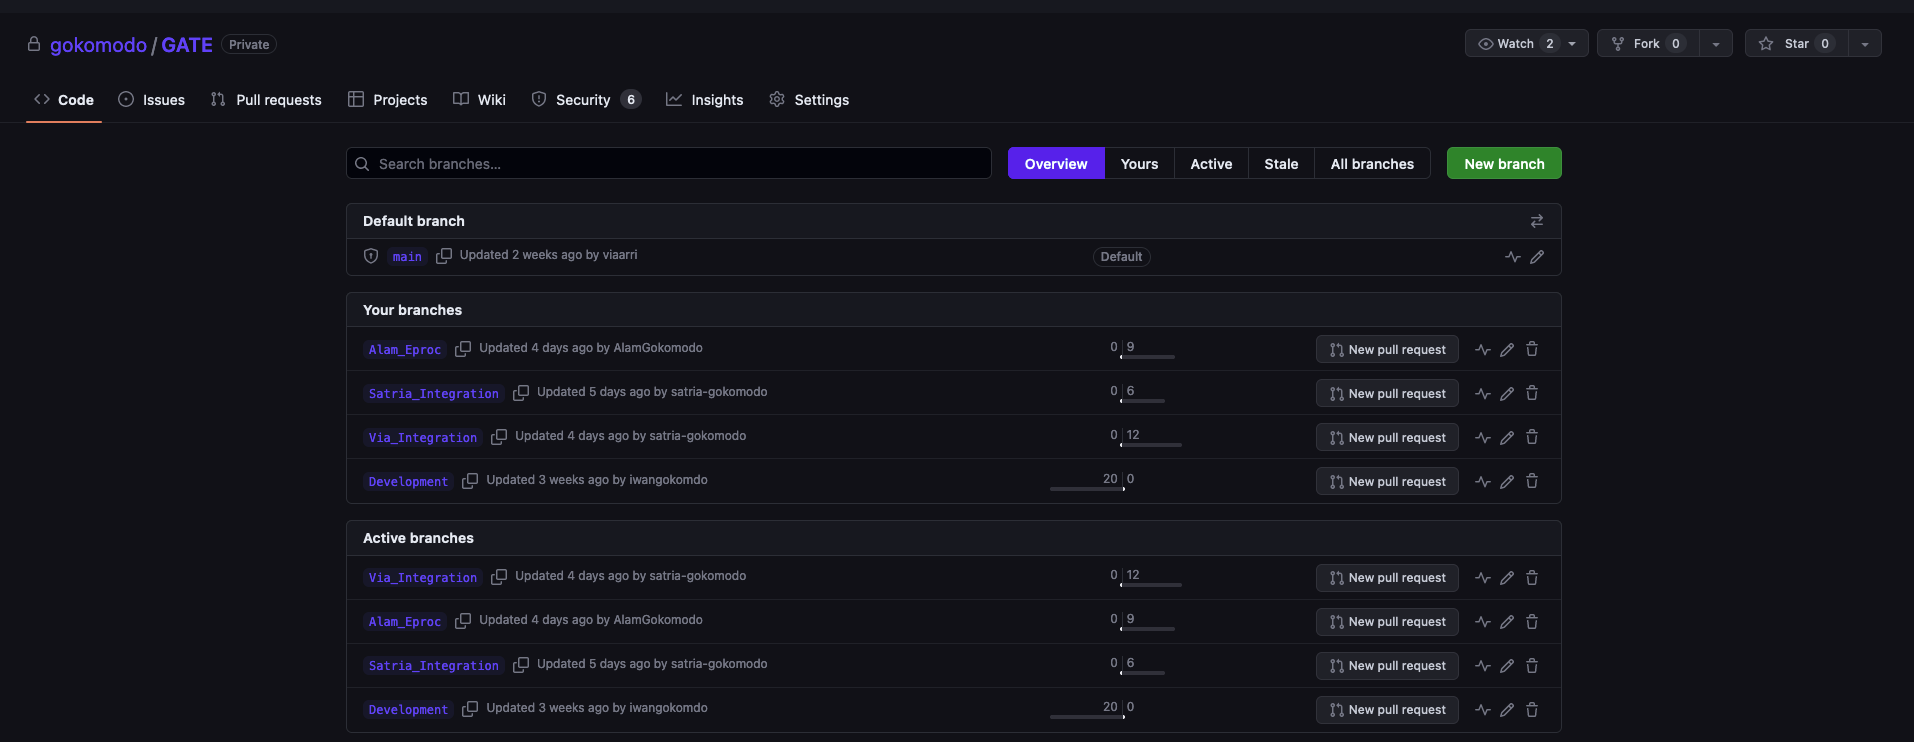 gokomodo / GATE Private Watch 2 Fork 0 Star 0
Code Issues Pull requests Projects Wiki Security 6 Insights Settings
Search branches... Overview Yours Active Stale All branches New branch
Default branch
main Updated 2 weeks ago by viaarri Default
Your branches
Alam_Eproc Updated 4 days ago by AlamGokomodo 0 9 New pull request
Satria_Integration Updated 5 days ago by satria-gokomodo 0 6 New pull request
Via_Integration Updated 4 days ago by satria-gokomodo 0 12 New pull request
Development Updated 3 weeks ago by iwangokomdo 20 0 New pull request
Active branches
Via_Integration Updated 4 days ago by satria-gokomodo 0 12 New pull request
Alam_Eproc Updated 4 days ago by AlamGokomodo 0 9 New pull request
Satria_Integration Updated 5 days ago by satria-gokomodo 0 6 New pull request
Development Updated 3 weeks ago by iwangokomdo 20 0 New pull request